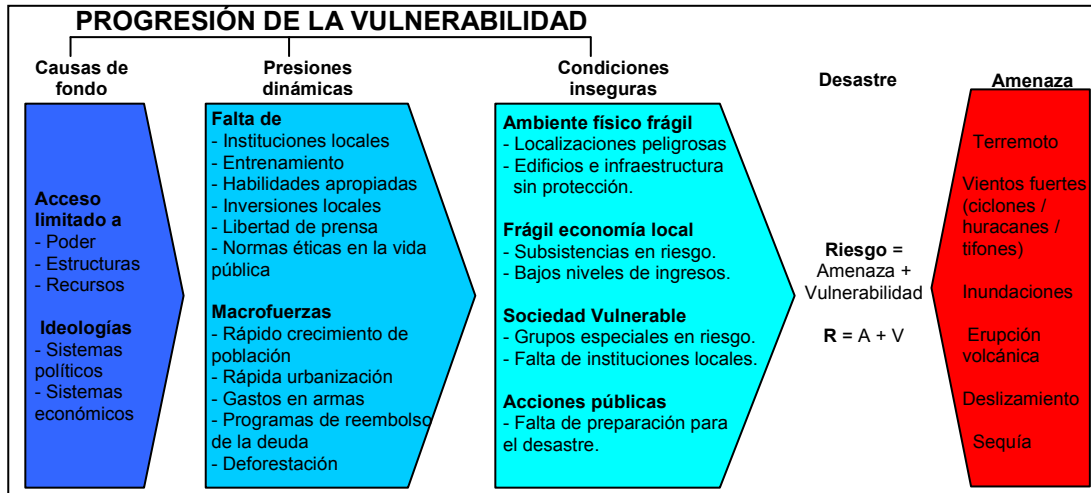 PROGRESIÓN DE LA VULNERABILIDAD
Causas de
fondo
Acceso
limitado a
- Poder
- Estructuras
- Recursos
Ideologías
- Sistemas
políticos
- Sistemas
económicos
Presiones
dinámicas
Falta de
- Instituciones locales
- Entrenamiento
- Habilidades apropiadas
- Inversiones locales
- Libertad de prensa
- Normas éticas en la vida
pública
Macrofuerzas
- Rápido crecimiento de
población
- Rápida urbanización
- Gastos en armas
- Programas de reembolso
de la deuda
- Deforestación
Condiciones
inseguras
Ambiente físico frágil
- Localizaciones peligrosas
- Edificios e infraestructura
sin protección.
Frágil economía local
- Subsistencias en riesgo.
- Bajos niveles de ingresos.
Sociedad Vulnerable
- Grupos especiales en riesgo.
- Falta de instituciones locales.
Acciones públicas
- Falta de preparación para
el desastre.
Desastre
Riesgo =
Amenaza +
Vulnerabilidad
R = A + V
Amenaza
Terremoto
Vientos fuertes
(ciclones /
huracanes /
tifones)
Inundaciones
Erupción
volcánica
Deslizamiento
Sequía